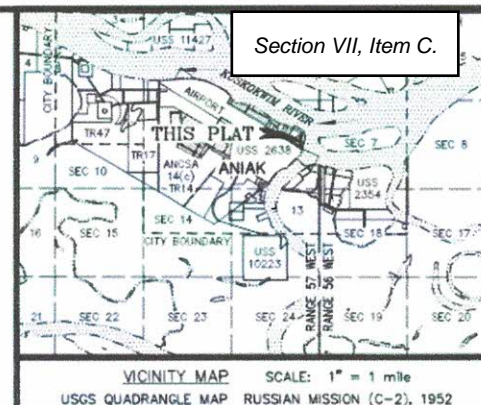 Section VII, Item C.
USS 11427
4
CITY BOUNDARY
KUSKOKWIM RIVER
AIRPORT
TR47
THIS PLAT
USS 2638
SEC 7
SEC 8
9
TR17
ANIAK
SEC 10
ANCSA
14(c)
TR14
USS
2354
13
SEC 14
SEC 18
SEC 17
16
SEC 15
CITY BOUNDARY
USS
10223
RANGE 57 WEST
RANGE 56 WEST
21
SEC 22
SEC 23
SEC 24
SEC 19
SEC 20
VICINITY MAP SCALE: 1" = 1 mile
USGS QUADRANGLE MAP RUSSIAN MISSION (C-2), 1952